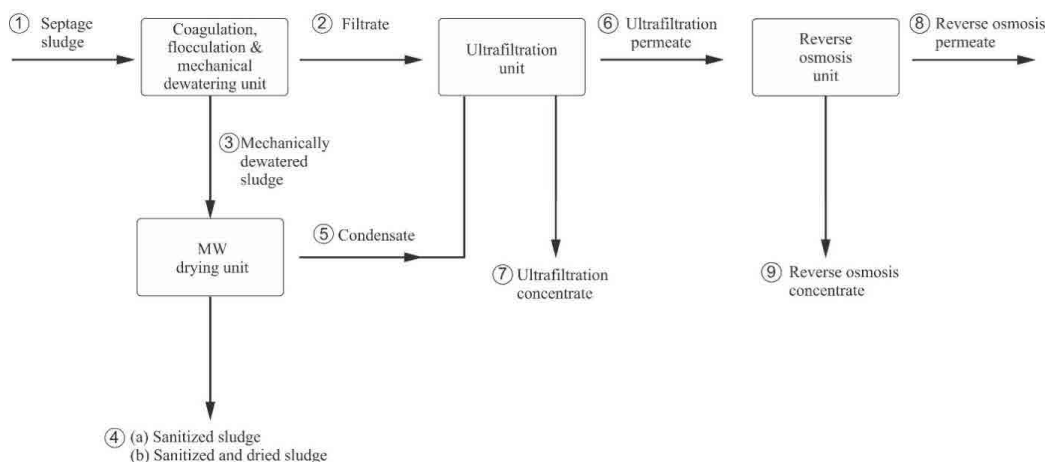 ① Septage
sludge
Coagulation,
flocculation &
mechanical
dewatering unit
② Filtrate
Ultrafiltration
unit
⑥ Ultrafiltration
permeate
Reverse
osmosis
unit
⑧ Reverse osmosis
permeate
③ Mechanically
dewatered
sludge
MW
drying unit
⑤ Condensate
⑦ Ultrafiltration
concentrate
⑨ Reverse osmosis
concentrate
④ (a) Sanitized sludge
(b) Sanitized and dried sludge